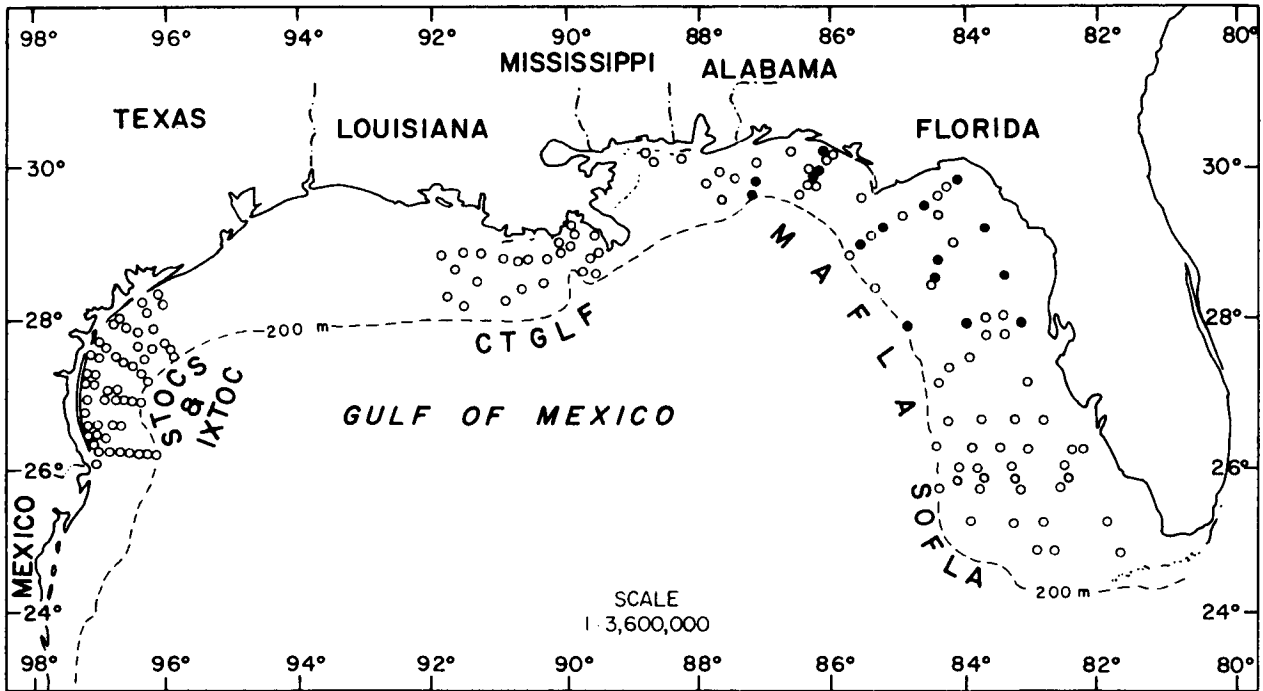 98° 96° 94° 92° 90° 88° 86° 84° 82° 80°
MISSISSIPPI
ALABAMA
TEXAS
LOUISIANA
FLORIDA
30°
30°
MAFLA
28°
28°
200 m
CTGLF
STOCS
&
IXTOC
GULF OF MEXICO
26°
26°
SOFLA
MEXICO
200 m
24°
24°
SCALE
1:3,600,000
98° 96° 94° 92° 90° 88° 86° 84° 82° 80°